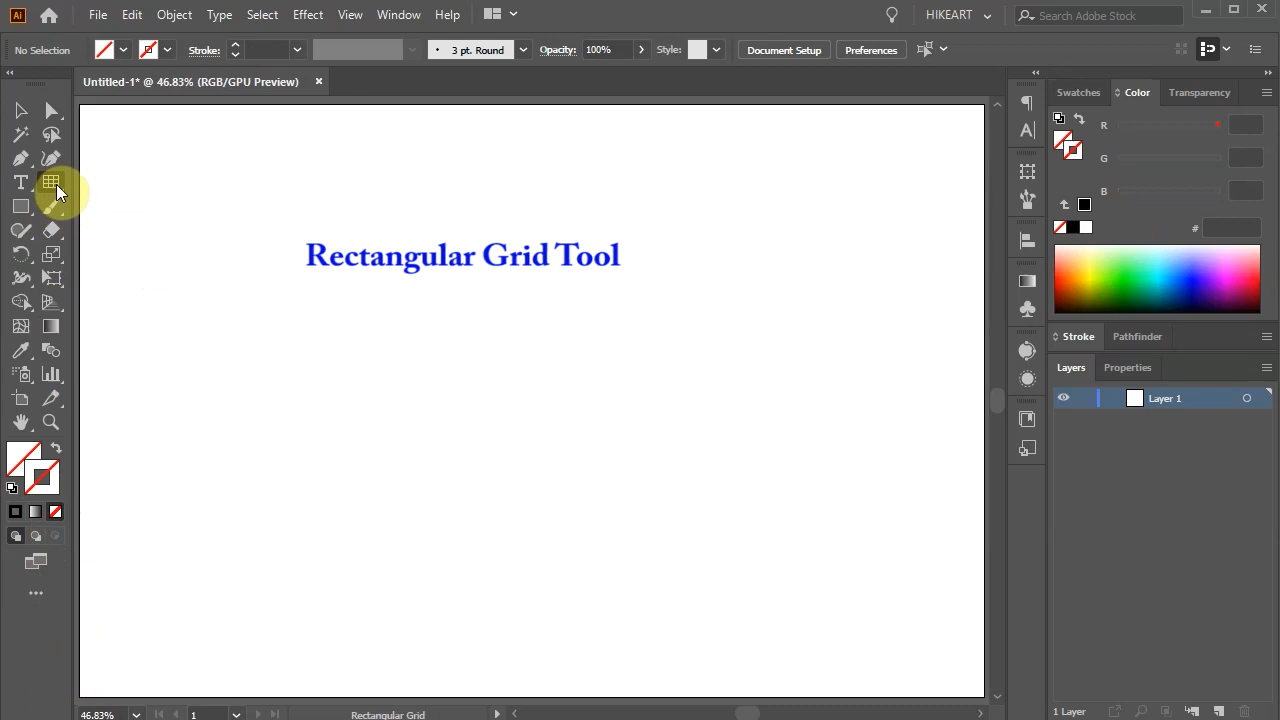 Ai File Edit Object Type Select Effect View Window Help HIKEART Search Adobe Stock
No Selection Stroke: 3 pt. Round Opacity: 100% Style: Document Setup Preferences
Untitled-1* @ 46.83% (RGB/GPU Preview)
Swatches Color Transparency
R
G
B
#
Rectangular Grid Tool
Stroke Pathfinder
Layers Properties
Layer 1
46.83% 1 Rectangular Grid
1 Layer